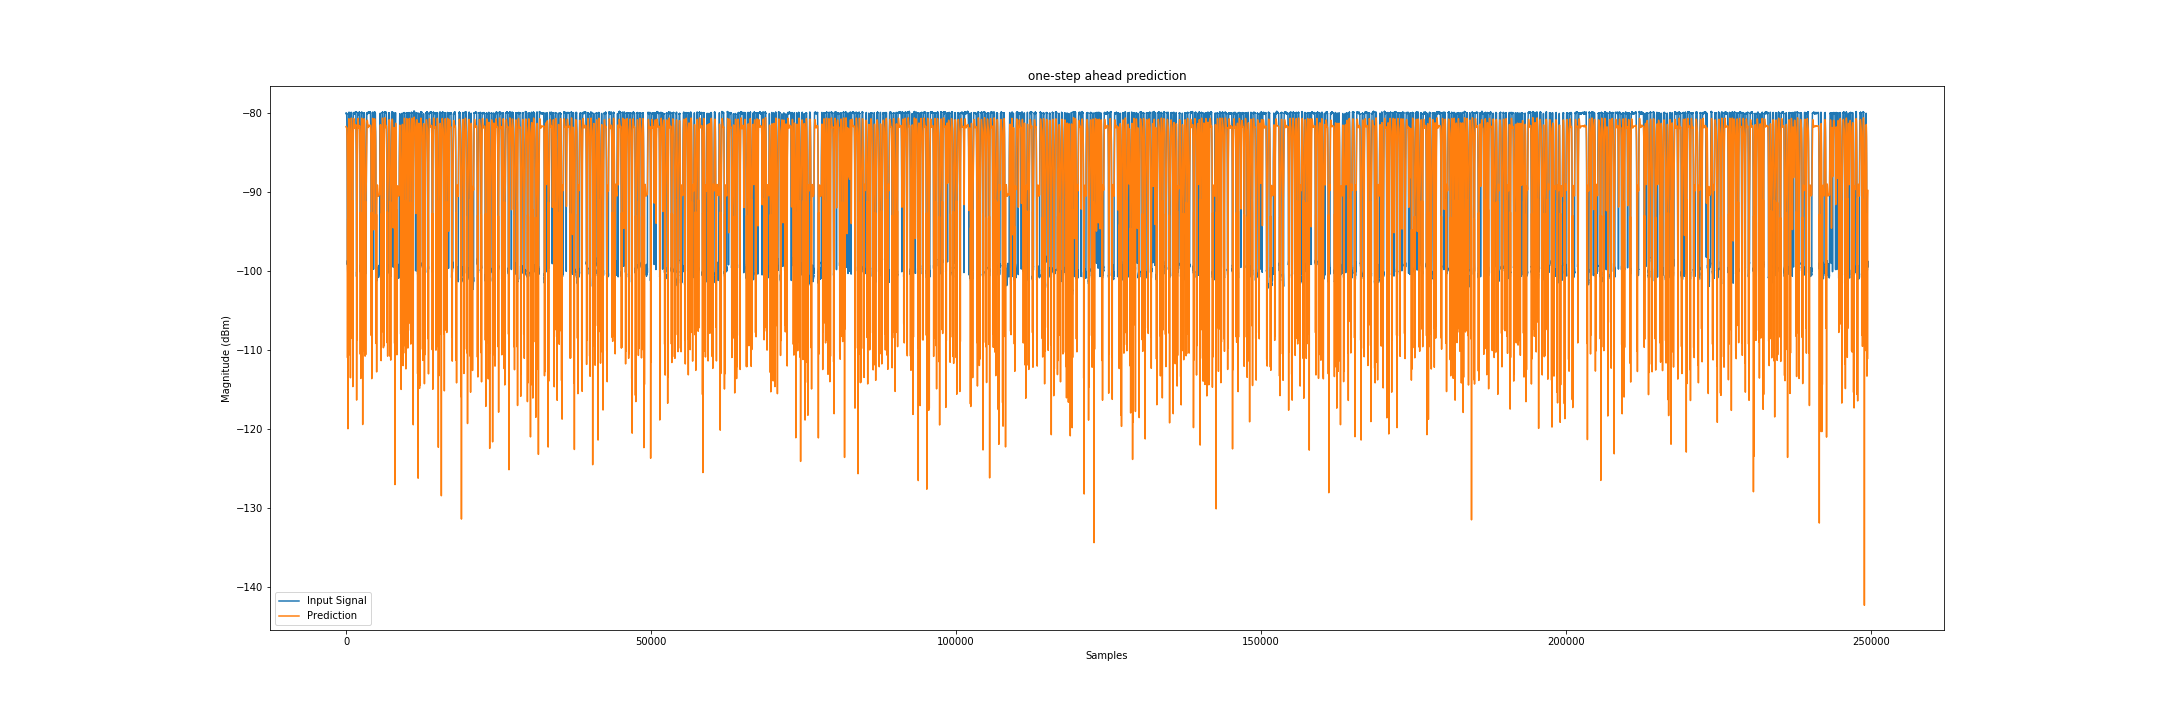 one-step ahead prediction
Magnitude (dBm)
−80
−90
−100
−110
−120
−130
−140
Input Signal
Prediction
0 50000 100000 150000 200000 250000
Samples